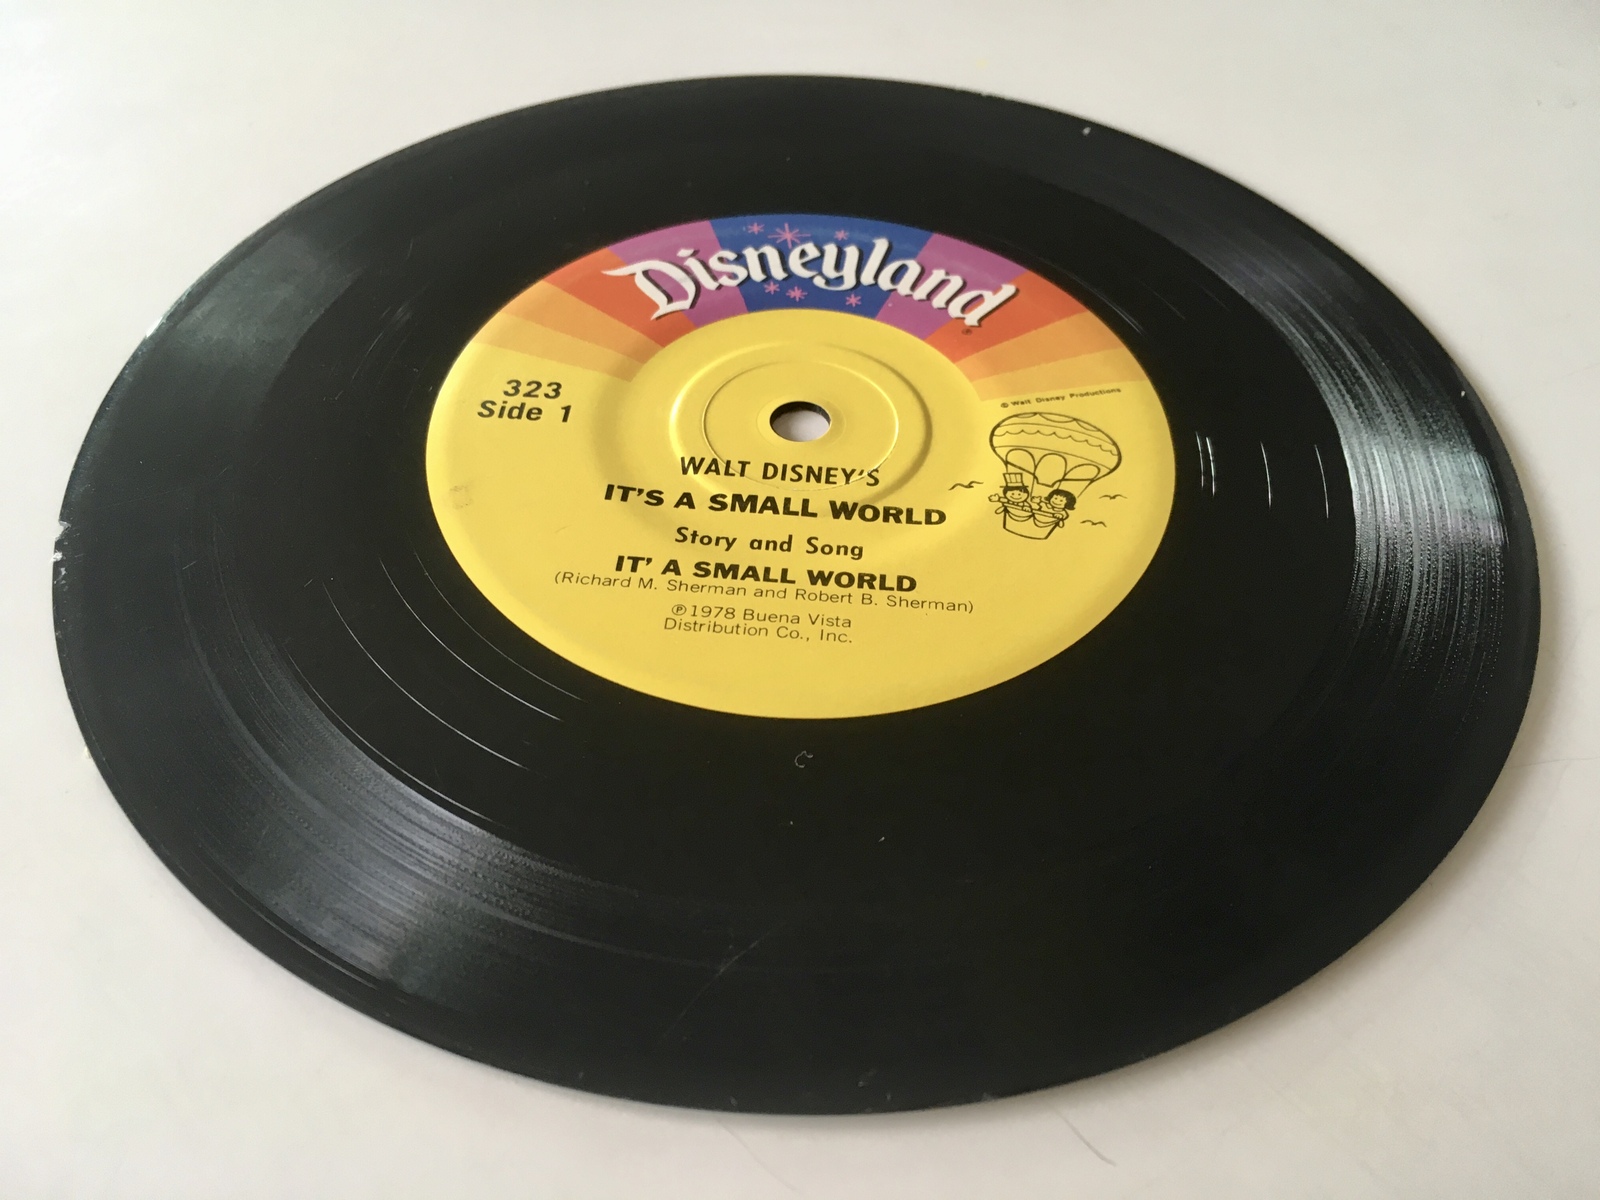 Disneyland
®
323
Side 1
© Walt Disney Productions
WALT DISNEY'S
IT'S A SMALL WORLD
Story and Song
IT' A SMALL WORLD
(Richard M. Sherman and Robert B. Sherman)
℗ 1978 Buena Vista
Distribution Co., Inc.